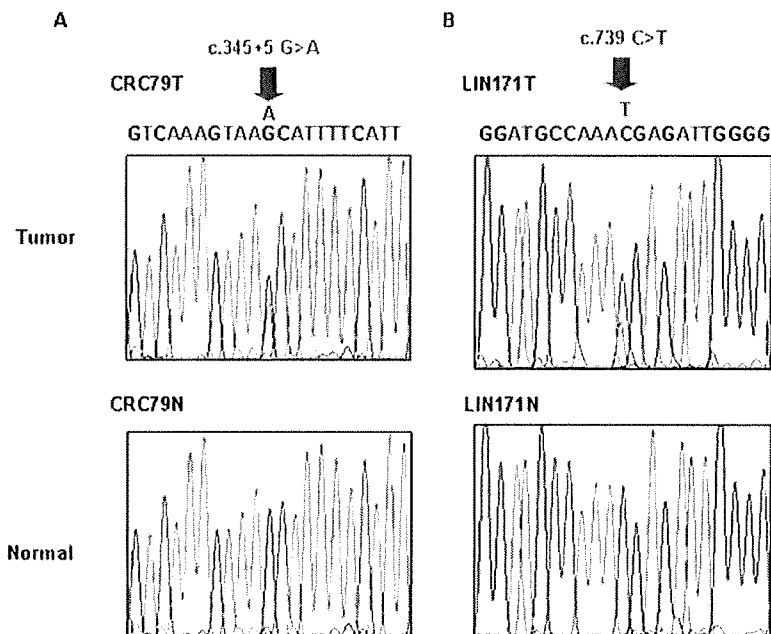 A
c.345+5 G>A
CRC79T
A
GTCAAAGTAAGCATTTTCATT
Tumor
CRC79N
Normal
B
c.739 C>T
LIN171T
T
GGATGCCAAACGAGATTGGGG
LIN171N